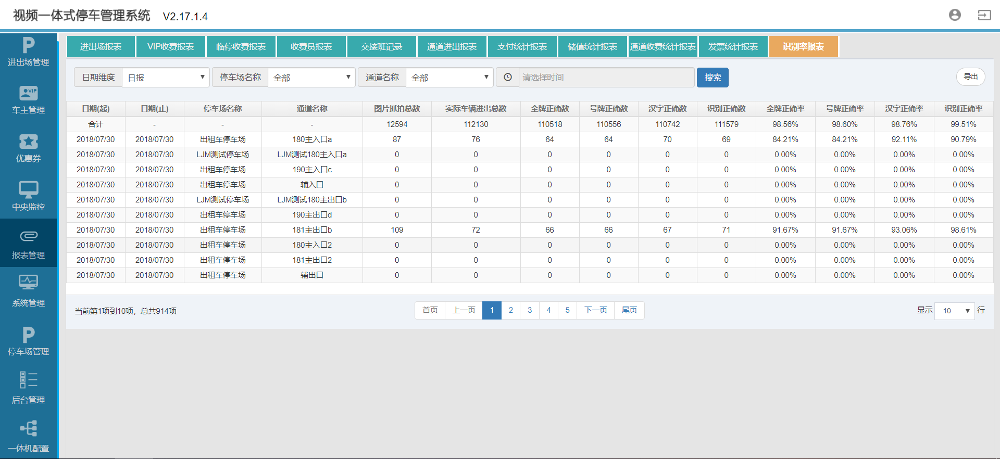 视频一体式停车管理系统 V2.17.1.4
进出场管理
车主管理
优惠券
中央监控
报表管理
系统管理
停车场管理
后台管理
一体机配置
进出场报表 VIP收费报表 临停收费报表 收费员报表 交接班记录 通道进出报表 支付统计报表 储值统计报表 通道收费统计报表 发票统计报表 识别率报表
日期维度 日报 停车场名称 全部 通道名称 全部 请选择时间 搜索 导出
日期(起) 日期(止) 停车场名称 通道名称 图片抓拍总数 实际车辆进出总数 全牌正确数 号牌正确数 汉字正确数 识别正确数 全牌正确率 号牌正确率 汉字正确率 识别正确率
合计 - - - 12594 112130 110518 110556 110742 111579 98.56% 98.60% 98.76% 99.51%
2018/07/30 2018/07/30 出租车停车场 180主入口a 87 76 64 64 70 69 84.21% 84.21% 92.11% 90.79%
2018/07/30 2018/07/30 LJM测试停车场 LJM测试180主入口a 0 0 0 0 0 0 0.00% 0.00% 0.00% 0.00%
2018/07/30 2018/07/30 出租车停车场 190主入口c 0 0 0 0 0 0 0.00% 0.00% 0.00% 0.00%
2018/07/30 2018/07/30 出租车停车场 辅入口 0 0 0 0 0 0 0.00% 0.00% 0.00% 0.00%
2018/07/30 2018/07/30 LJM测试停车场 LJM测试180主出口b 0 0 0 0 0 0 0.00% 0.00% 0.00% 0.00%
2018/07/30 2018/07/30 出租车停车场 190主出口d 0 0 0 0 0 0 0.00% 0.00% 0.00% 0.00%
2018/07/30 2018/07/30 出租车停车场 181主出口b 109 72 66 66 67 71 91.67% 91.67% 93.06% 98.61%
2018/07/30 2018/07/30 出租车停车场 180主入口2 0 0 0 0 0 0 0.00% 0.00% 0.00% 0.00%
2018/07/30 2018/07/30 出租车停车场 181主出口2 0 0 0 0 0 0 0.00% 0.00% 0.00% 0.00%
2018/07/30 2018/07/30 出租车停车场 辅出口 0 0 0 0 0 0 0.00% 0.00% 0.00% 0.00%
当前第1项到10项，总共914项 首页 上一页 1 2 3 4 5 下一页 尾页 显示 10 行